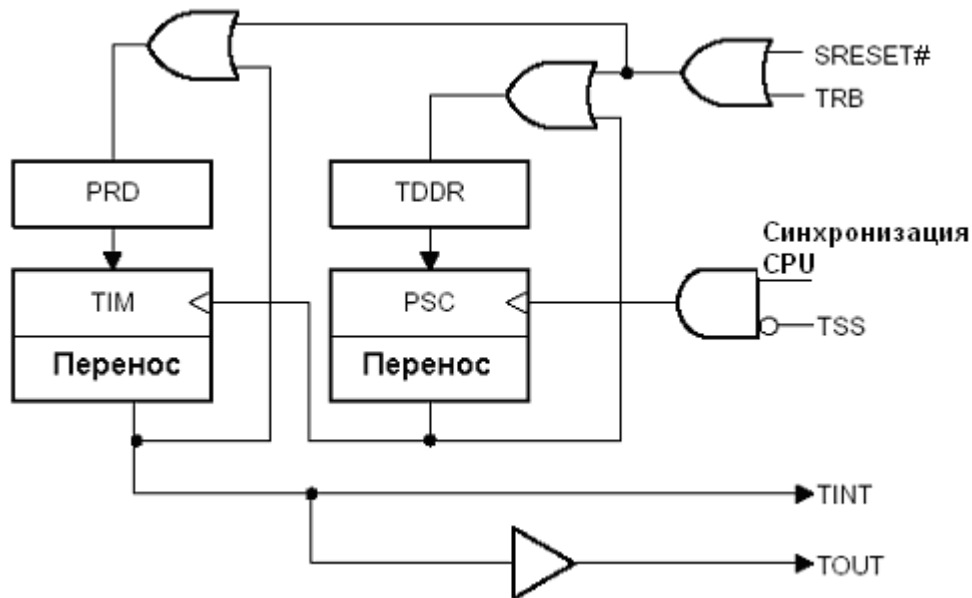 SRESET#
TRB
PRD
TDDR
Синхронизация
CPU
TIM
PSC
TSS
Перенос
Перенос
TINT
TOUT